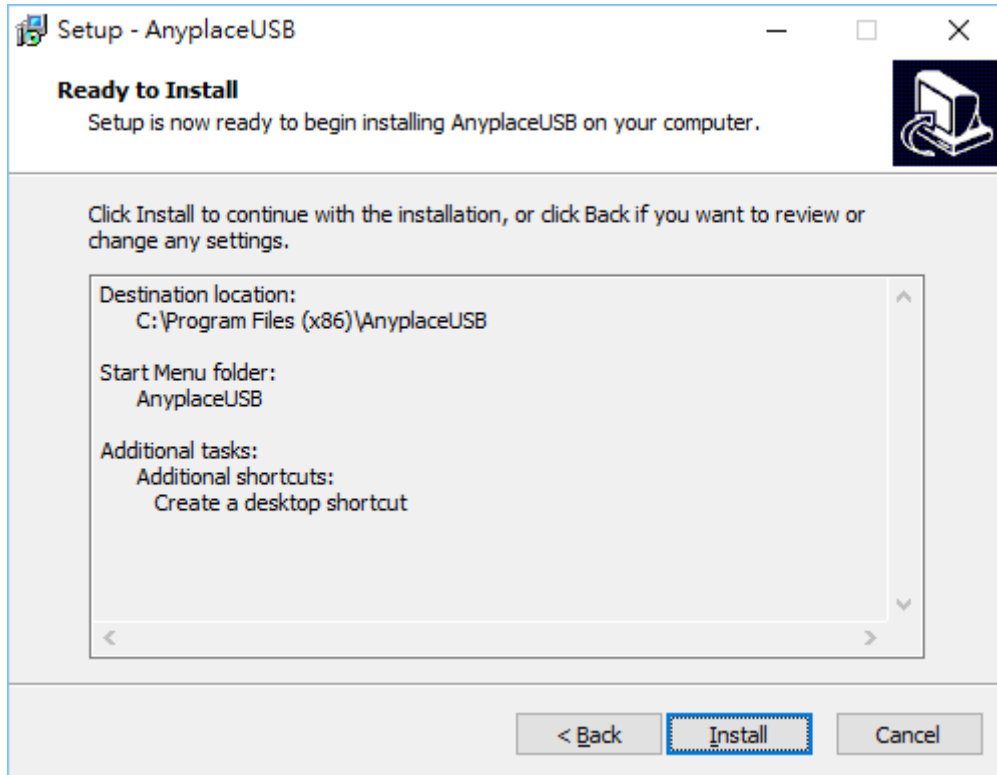 Setup - AnyplaceUSB
Ready to Install
Setup is now ready to begin installing AnyplaceUSB on your computer.
Click Install to continue with the installation, or click Back if you want to review or
change any settings.
Destination location:
C:\Program Files (x86)\AnyplaceUSB
Start Menu folder:
AnyplaceUSB
Additional tasks:
Additional shortcuts:
Create a desktop shortcut
< Back
Install
Cancel